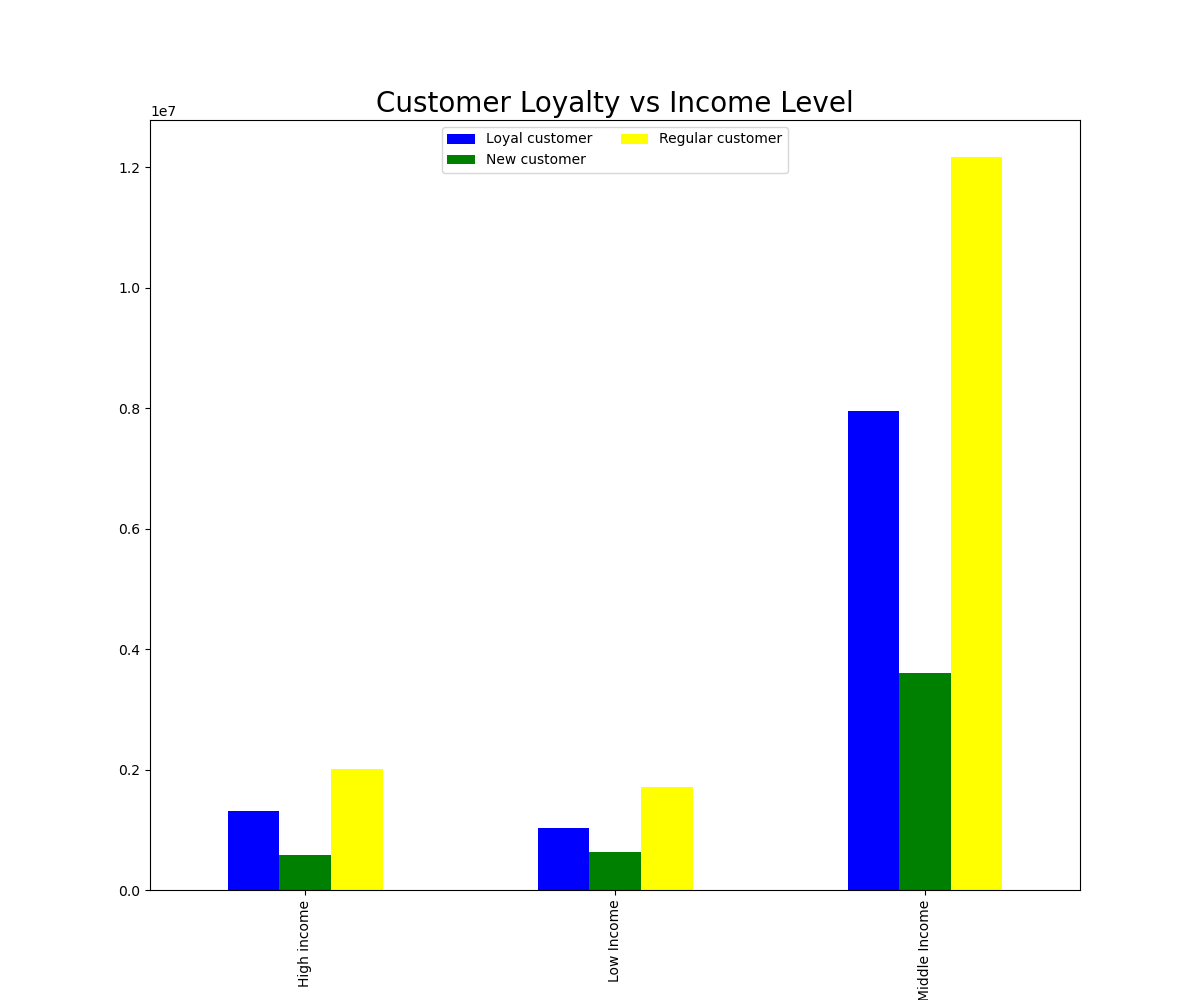 Customer Loyalty vs Income Level
1e7
Loyal customer
New customer
Regular customer
1.2
1.0
0.8
0.6
0.4
0.2
0.0
High income
Low Income
Middle Income